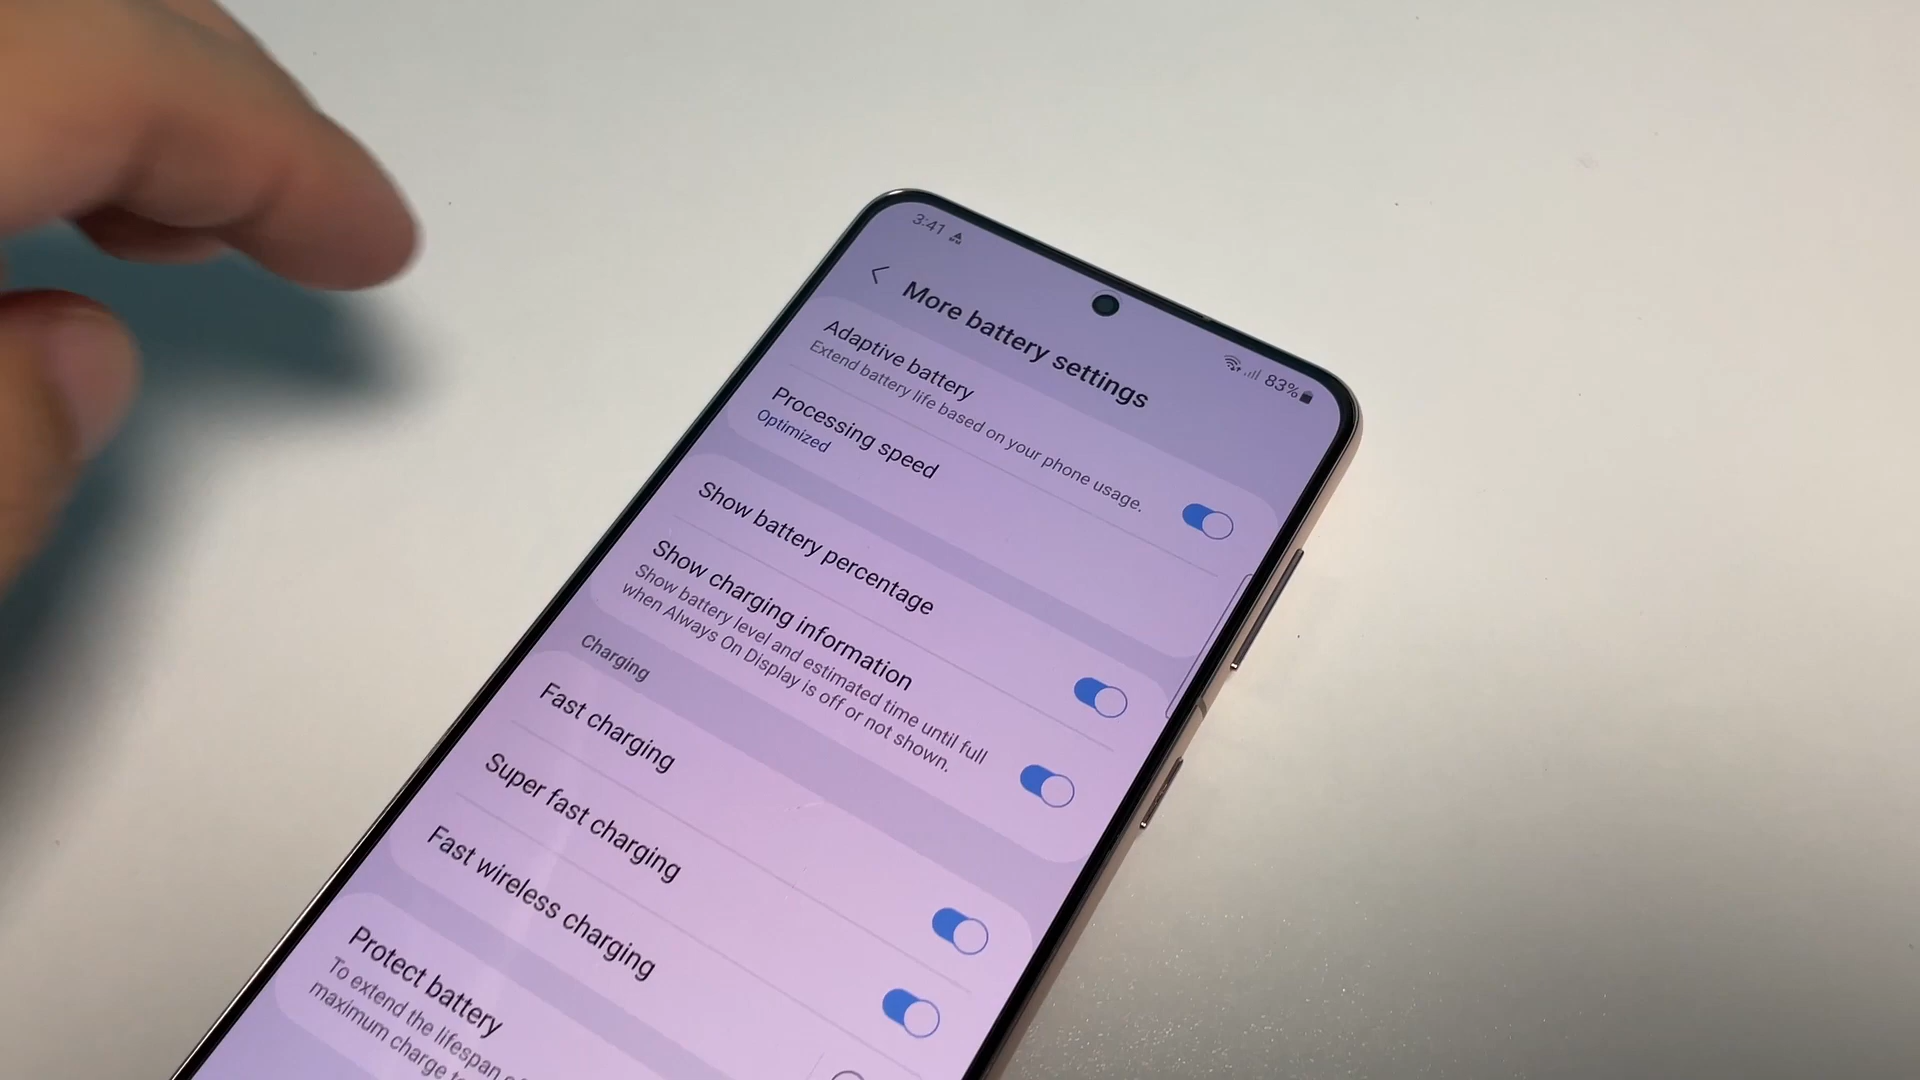 3:41
83%
More battery settings
Adaptive battery
Extend battery life based on your phone usage.
Processing speed
Optimized
Show battery percentage
Show charging information
Show battery level and estimated time until full
when Always On Display is off or not shown.
Charging
Fast charging
Super fast charging
Fast wireless charging
Protect battery
To extend the lifespan
maximum charge